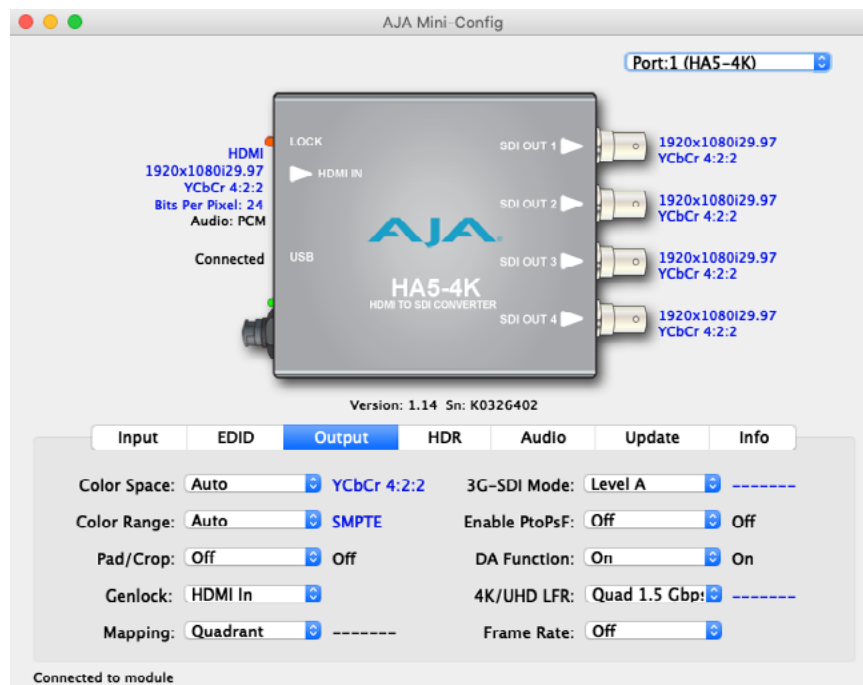 AJA Mini-Config
Port:1 (HA5-4K)
HDMI
1920x1080i29.97
YCbCr 4:2:2
Bits Per Pixel: 24
Audio: PCM
Connected
LOCK
HDMI IN
USB
AJA
HA5-4K
HDMI TO SDI CONVERTER
SDI OUT 1
SDI OUT 2
SDI OUT 3
SDI OUT 4
1920x1080i29.97
YCbCr 4:2:2
1920x1080i29.97
YCbCr 4:2:2
1920x1080i29.97
YCbCr 4:2:2
1920x1080i29.97
YCbCr 4:2:2
Version: 1.14 Sn: K0326402
Input EDID Output HDR Audio Update Info
Color Space: Auto YCbCr 4:2:2 3G-SDI Mode: Level A -------
Color Range: Auto SMPTE Enable PtoPsF: Off Off
Pad/Crop: Off Off DA Function: On On
Genlock: HDMI In 4K/UHD LFR: Quad 1.5 Gbps -------
Mapping: Quadrant ------- Frame Rate: Off
Connected to module